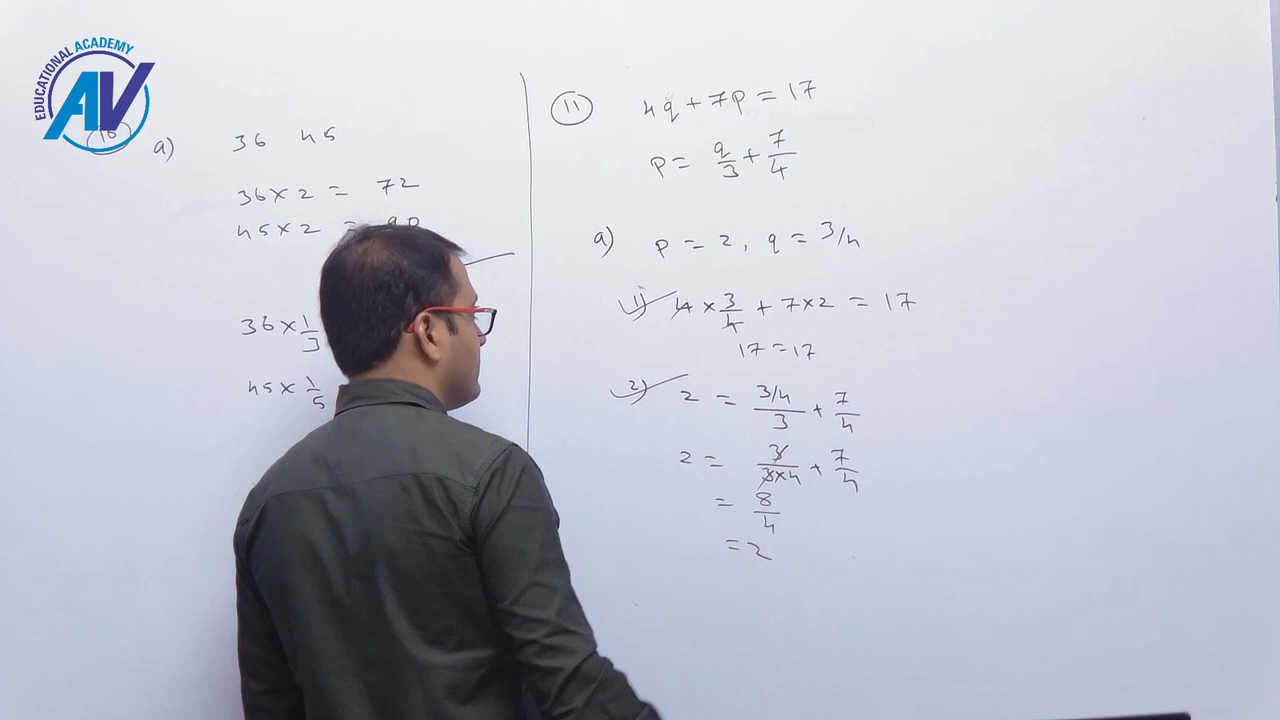 EDUCATIONAL ACADEMY
AV
10
a) 36 45
36 × 2 = 72
45 × 2 = 90
36 × 1/3
45 × 1/5
11 4q + 7p = 17
p = q/3 + 7/4
a) p = 2, q = 3/4
1) 4 × 3/4 + 7 × 2 = 17
17 = 17
2) 2 = 3/4/3 + 7/4
2 = 3/3×4 + 7/4
= 8/4
= 2